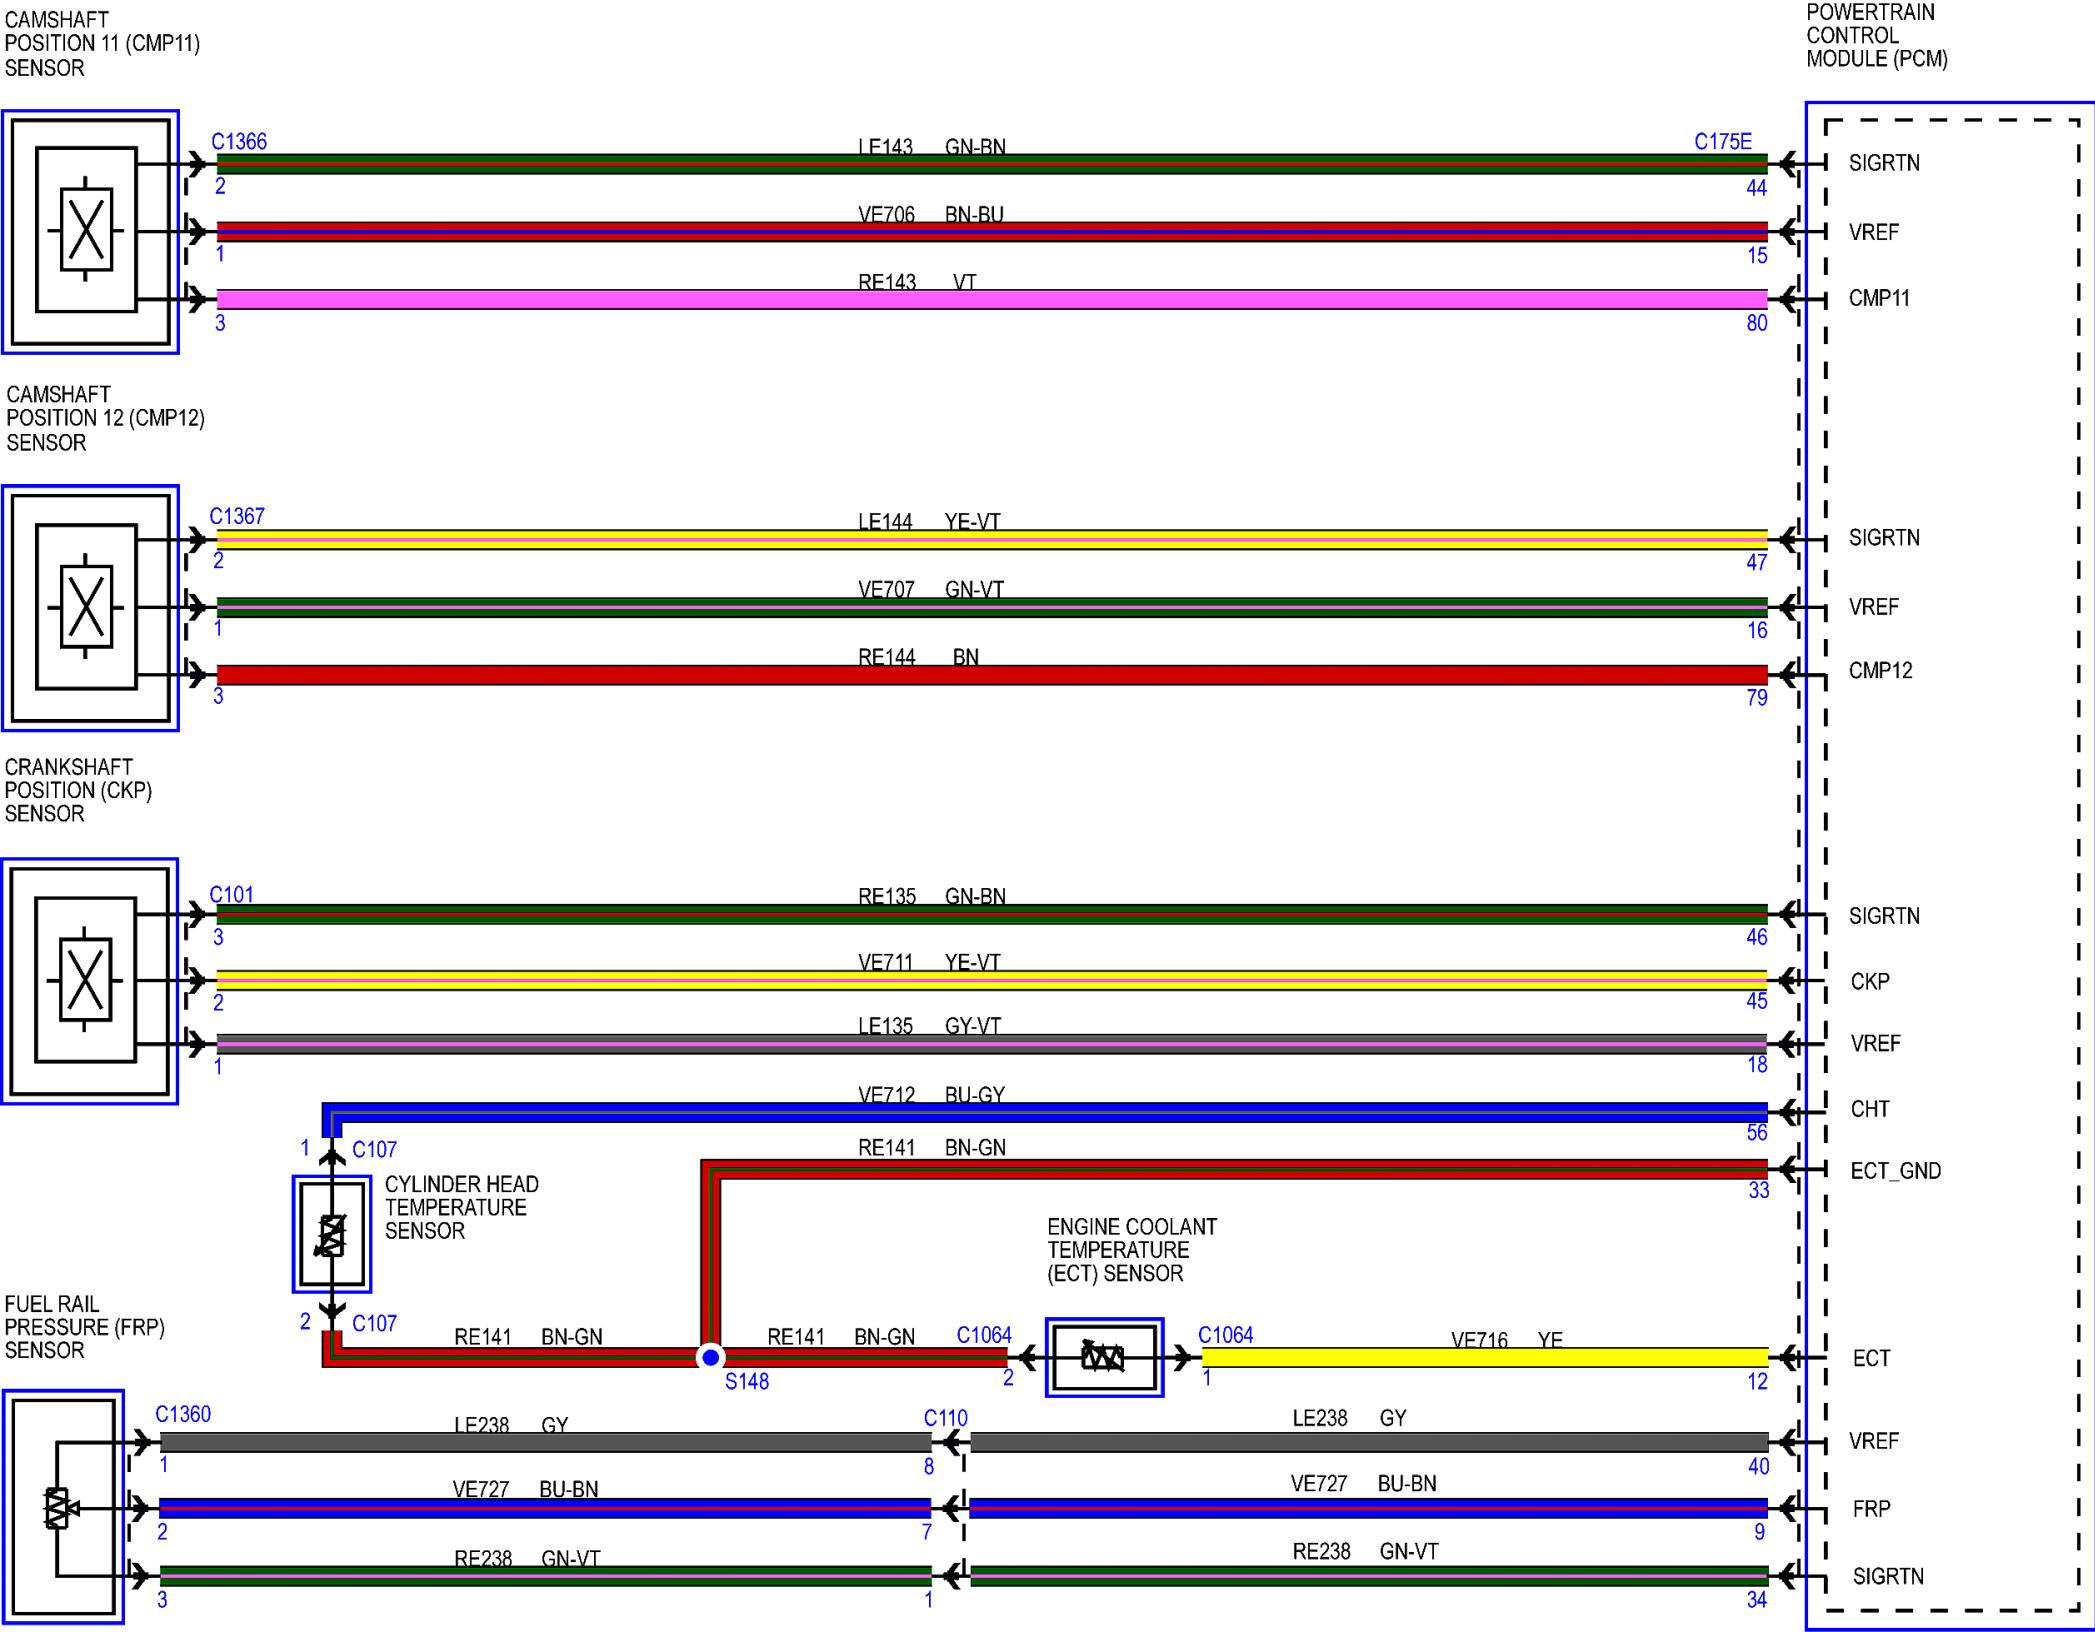 CAMSHAFT
POSITION 11 (CMP11)
SENSOR
POWERTRAIN
CONTROL
MODULE (PCM)
C1366
LE143 GN-BN
C175E
SIGRTN
2
44
VE706 BN-BU
VREF
1
15
RE143 VT
CMP11
3
80
CAMSHAFT
POSITION 12 (CMP12)
SENSOR
C1367
LE144 YE-VT
SIGRTN
2
47
VE707 GN-VT
VREF
1
16
RE144 BN
CMP12
3
79
CRANKSHAFT
POSITION (CKP)
SENSOR
C101
RE135 GN-BN
SIGRTN
3
46
VE711 YE-VT
CKP
2
45
LE135 GY-VT
VREF
1
18
VE712 BU-GY
CHT
56
1 C107
RE141 BN-GN
ECT_GND
33
CYLINDER HEAD
TEMPERATURE
SENSOR
ENGINE COOLANT
TEMPERATURE
(ECT) SENSOR
FUEL RAIL
PRESSURE (FRP)
SENSOR
2 C107
RE141 BN-GN
RE141 BN-GN
C1064
C1064
VE716 YE
ECT
S148
2
1
12
C1360
LE238 GY
C110
LE238 GY
VREF
1
8
40
VE727 BU-BN
VE727 BU-BN
FRP
2
7
9
RE238 GN-VT
RE238 GN-VT
SIGRTN
3
1
34